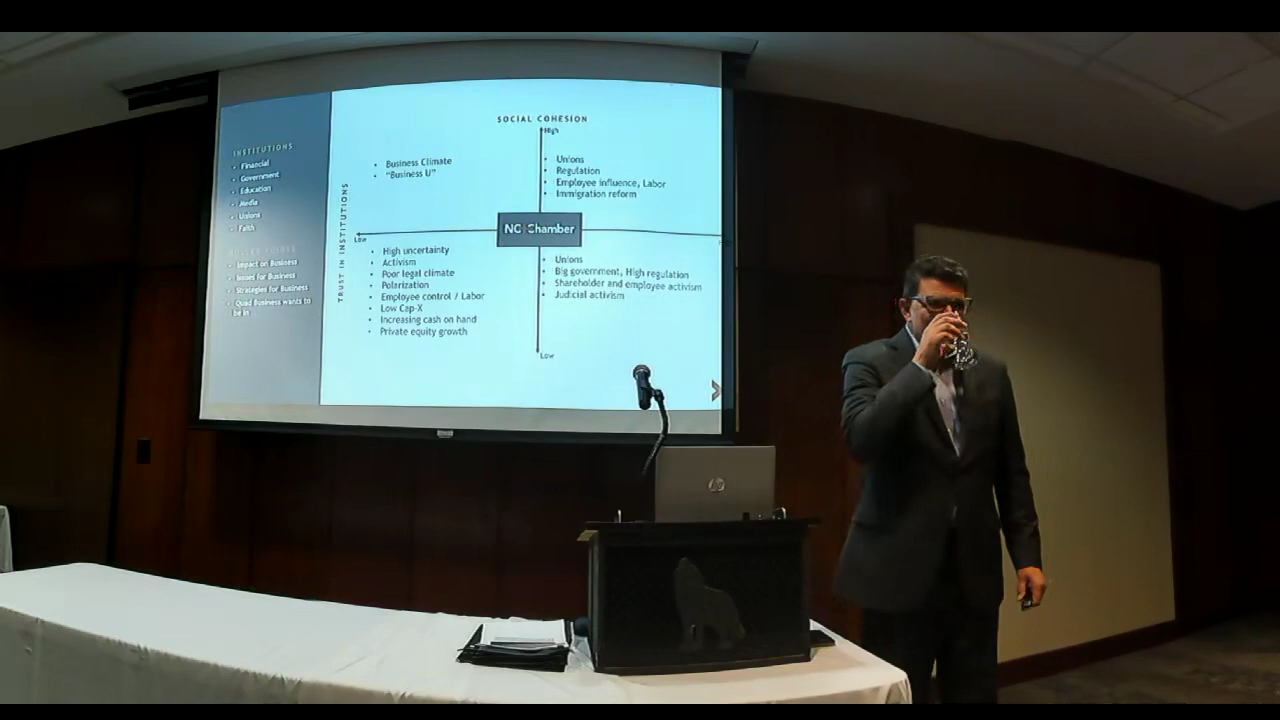 INSTITUTIONS
• Financial
• Government
• Education
• Media
• Unions
• Faith
• Impact on Business
• Issues for Business
• Strategies for Business
• Quad Business wants to
be in
SOCIAL COHESION
High
TRUST IN INSTITUTIONS
• Business Climate
• "Business U"
• Unions
• Regulation
• Employee influence, Labor
• Immigration reform
NC Chamber
Low
• High uncertainty
• Activism
• Poor legal climate
• Polarization
• Employee control / Labor
• Low Cap-X
• Increasing cash on hand
• Private equity growth
• Unions
• Big government, High regulation
• Shareholder and employee activism
• Judicial activism
Low
hp